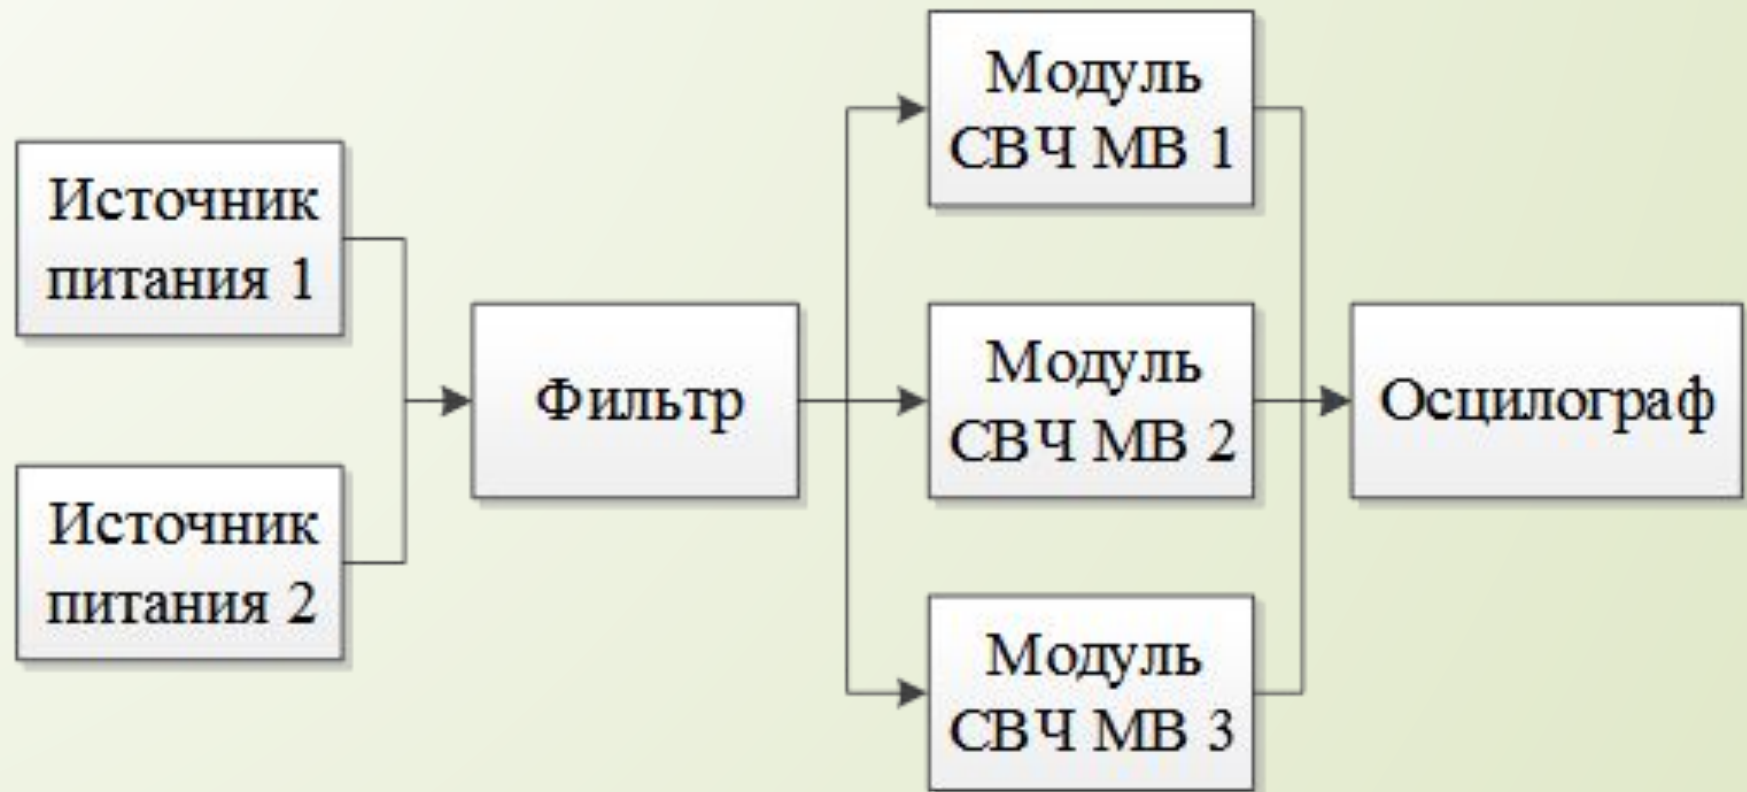 Источник
питания 1
Источник
питания 2
Фильтр
Модуль
СВЧ МВ 1
Модуль
СВЧ МВ 2
Модуль
СВЧ МВ 3
Осцилограф